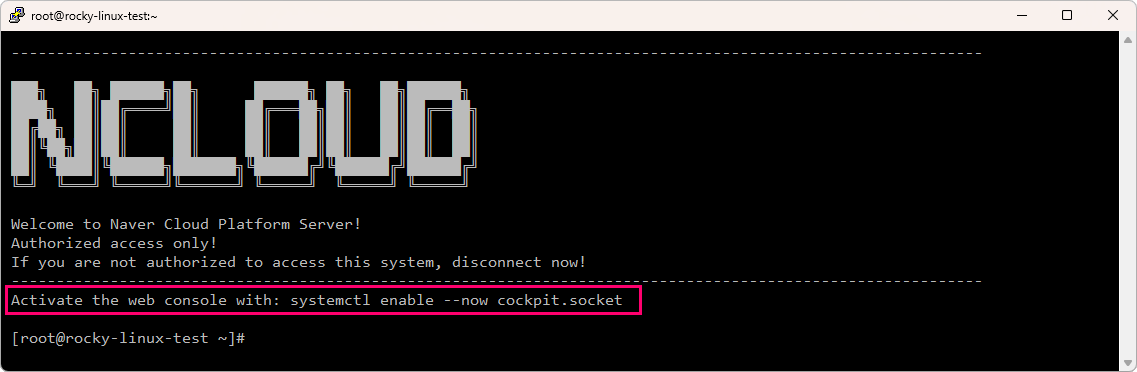 root@rocky-linux-test:~
------------------------------------------------------------------------------------------------------------
NCLOUD
Welcome to Naver Cloud Platform Server!
Authorized access only!
If you are not authorized to access this system, disconnect now!
------------------------------------------------------------------------------------------------------------
Activate the web console with: systemctl enable --now cockpit.socket
[root@rocky-linux-test ~]#